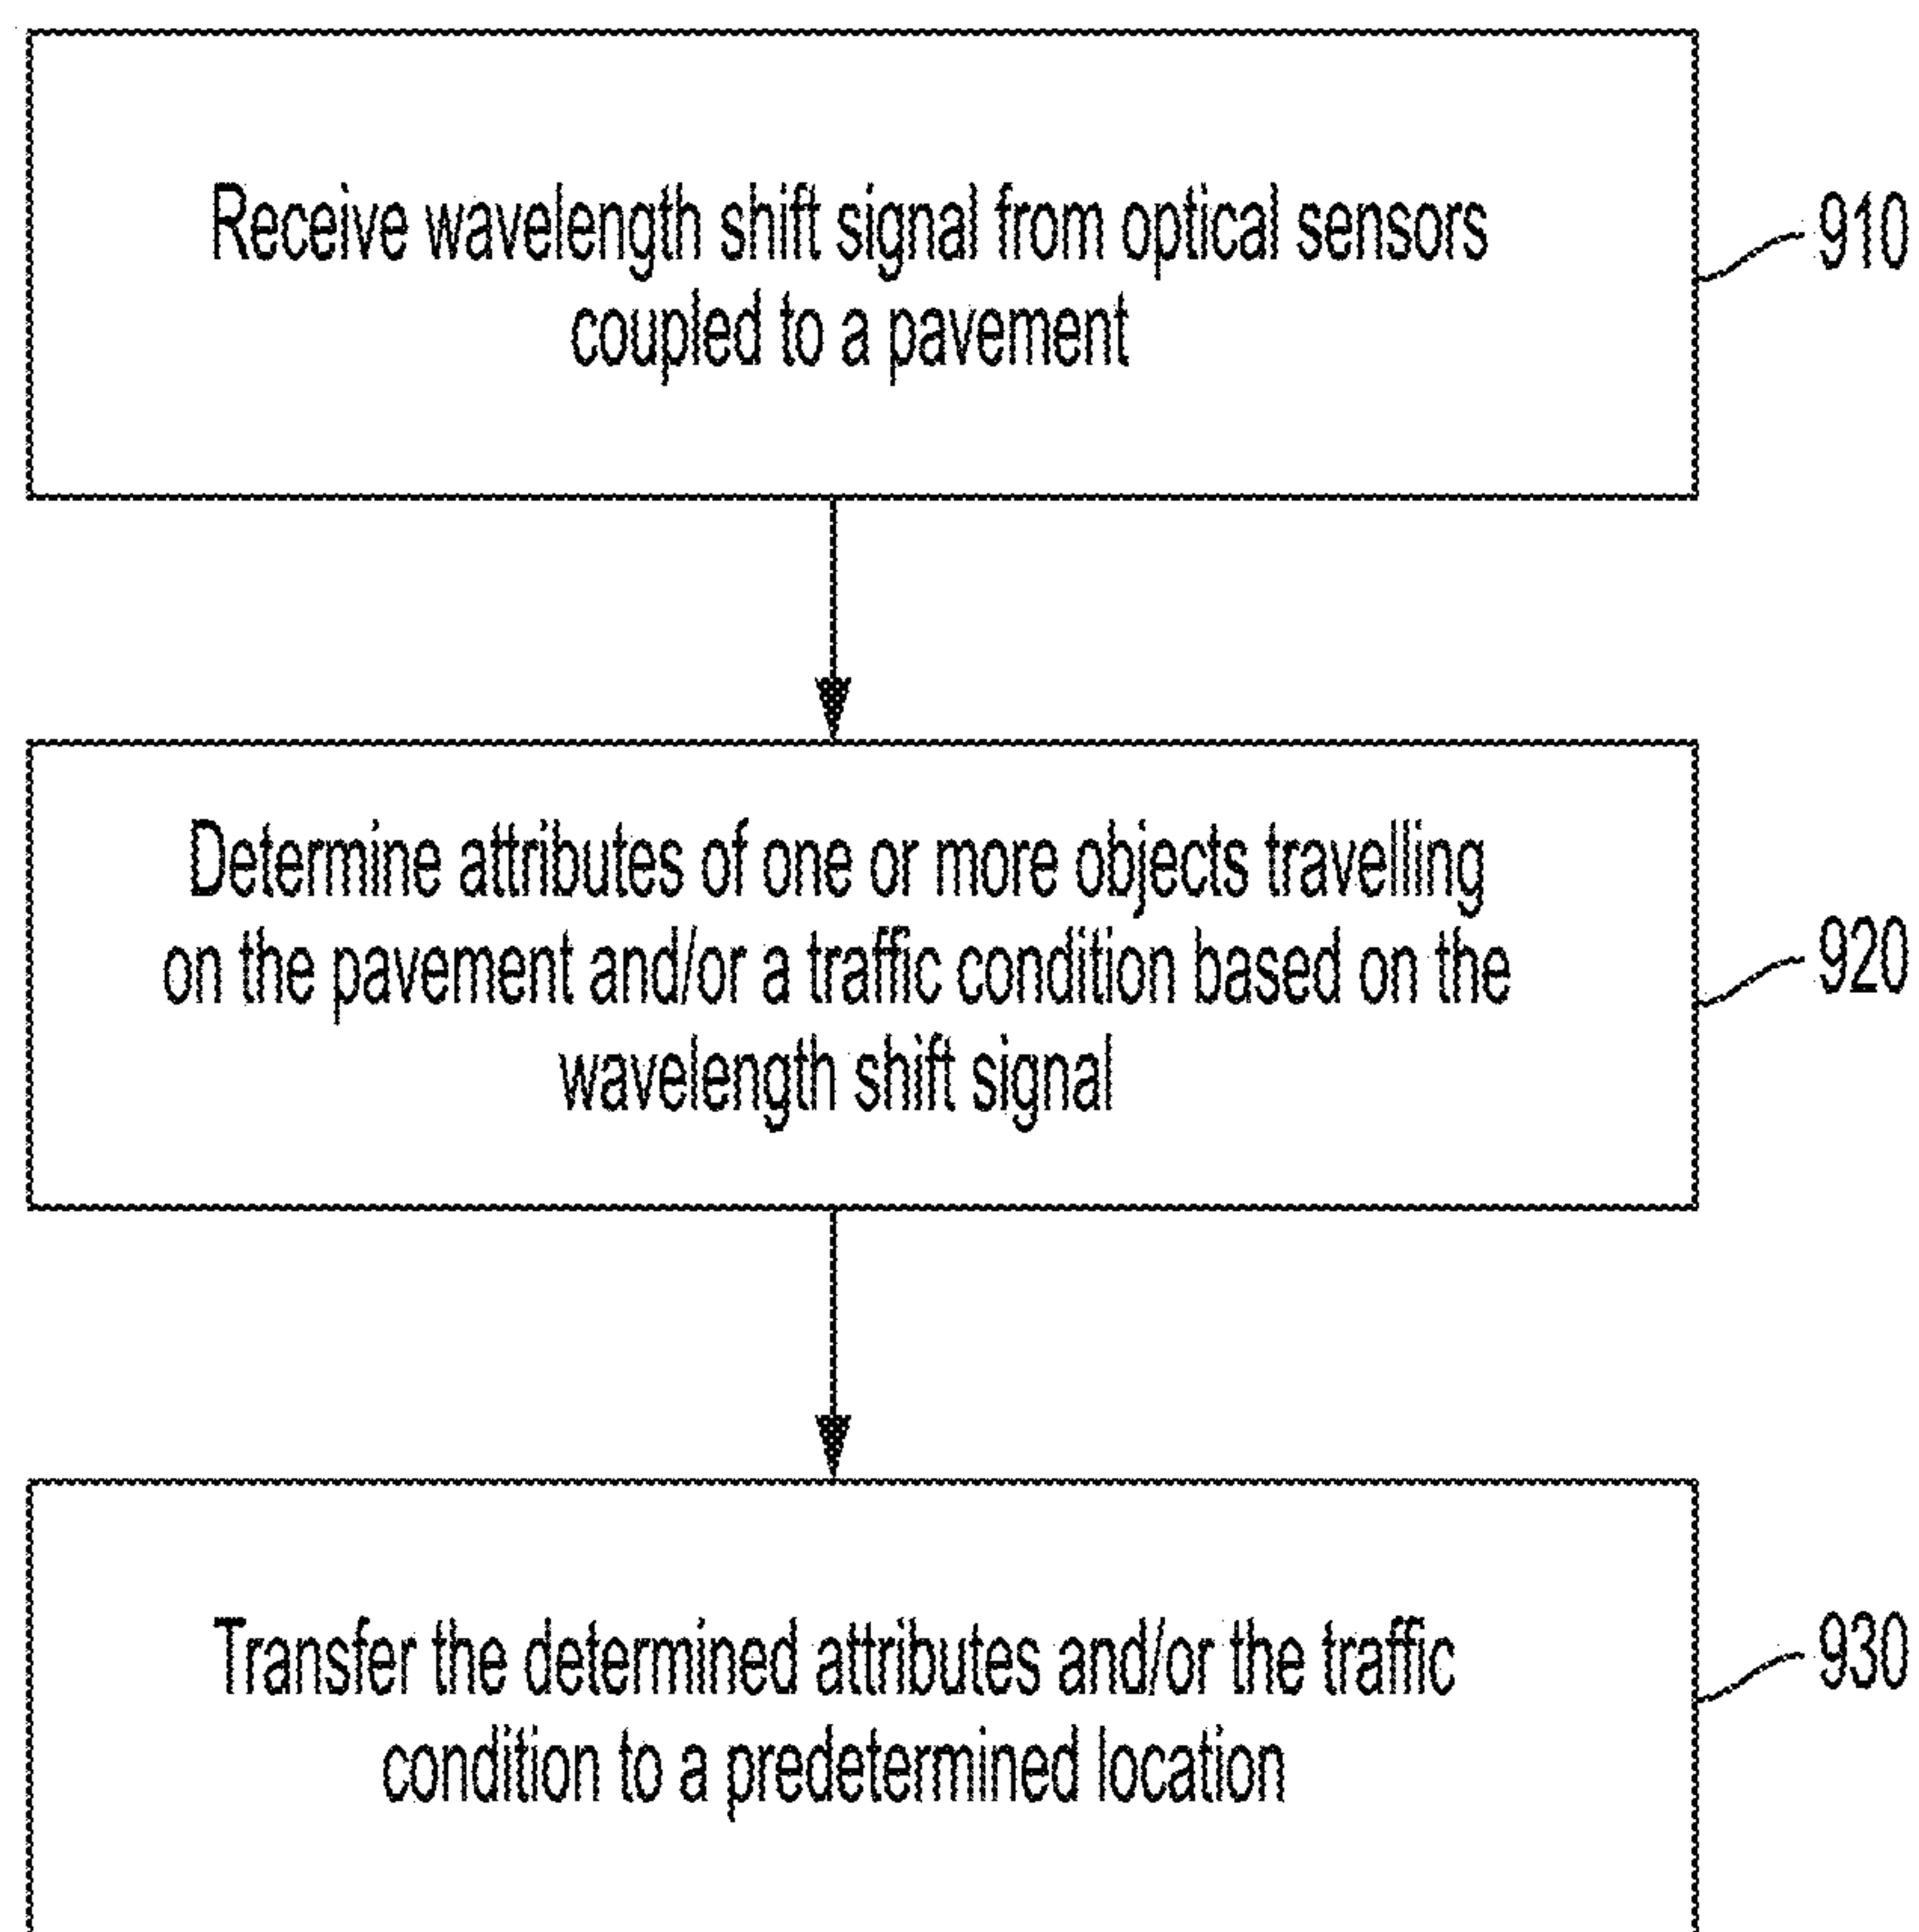 Receive wavelength shift signal from optical sensors
coupled to a pavement
910
Determine attributes of one or more objects travelling
on the pavement and/or a traffic condition based on the
wavelength shift signal
920
Transfer the determined attributes and/or the traffic
condition to a predetermined location
930